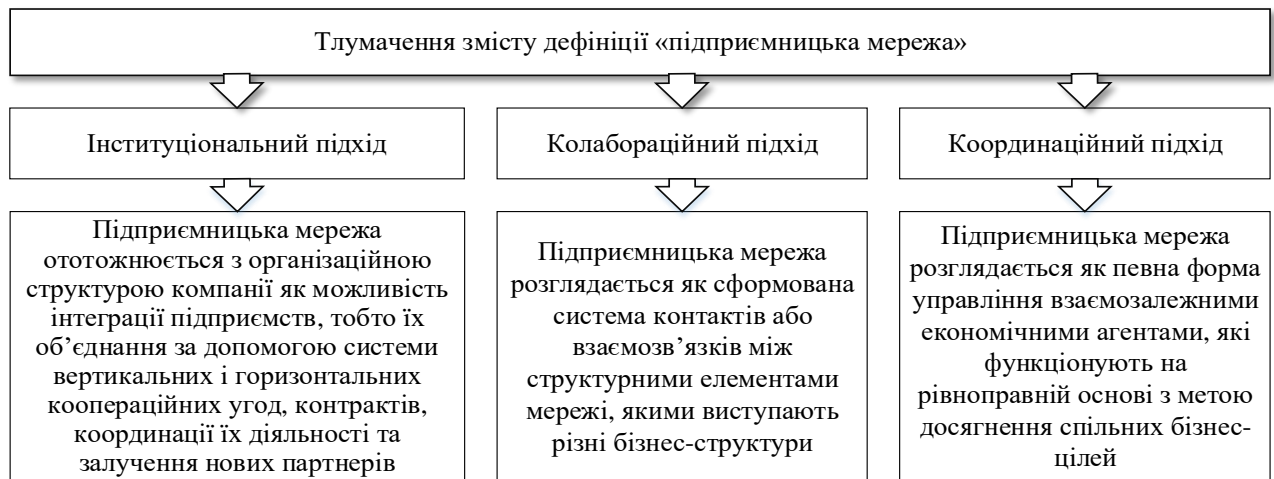 Тлумачення змісту дефініції «підприємницька мережа»
Інституціональний підхід
Колабораційний підхід
Координаційний підхід
Підприємницька мережа
ототожнюється з організаційною
структурою компанії як можливість
інтеграції підприємств, тобто їх
об’єднання за допомогою системи
вертикальних і горизонтальних
коопераційних угод, контрактів,
координації їх діяльності та
залучення нових партнерів
Підприємницька мережа
розглядається як сформована
система контактів або
взаємозв’язків між
структурними елементами
мережі, якими виступають
різні бізнес-структури
Підприємницька мережа
розглядається як певна форма
управління взаємозалежними
економічними агентами, які
функціонують на
рівноправній основі з метою
досягнення спільних бізнес-
цілей